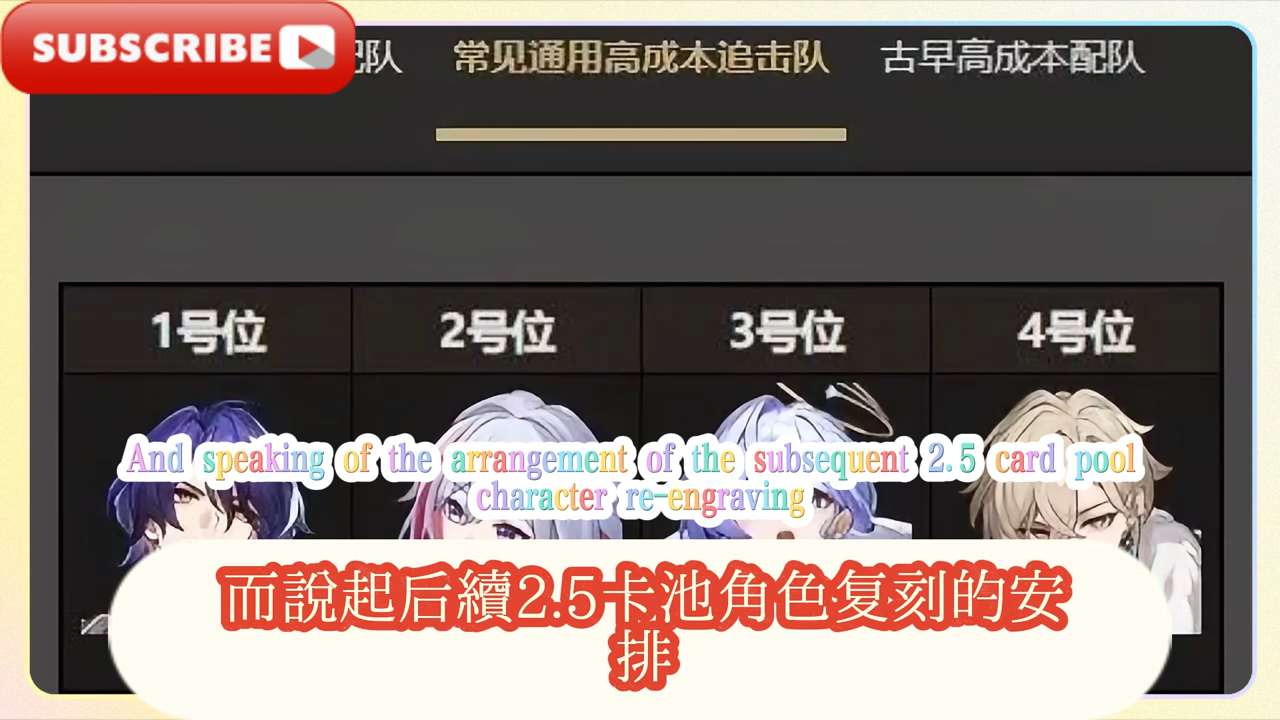 SUBSCRIBE
配队 常见通用高成本追击队 古早高成本配队
1号位 2号位 3号位 4号位
And speaking of the arrangement of the subsequent 2.5 card pool
character re-engraving
而說起后續2.5卡池角色复刻的安
排